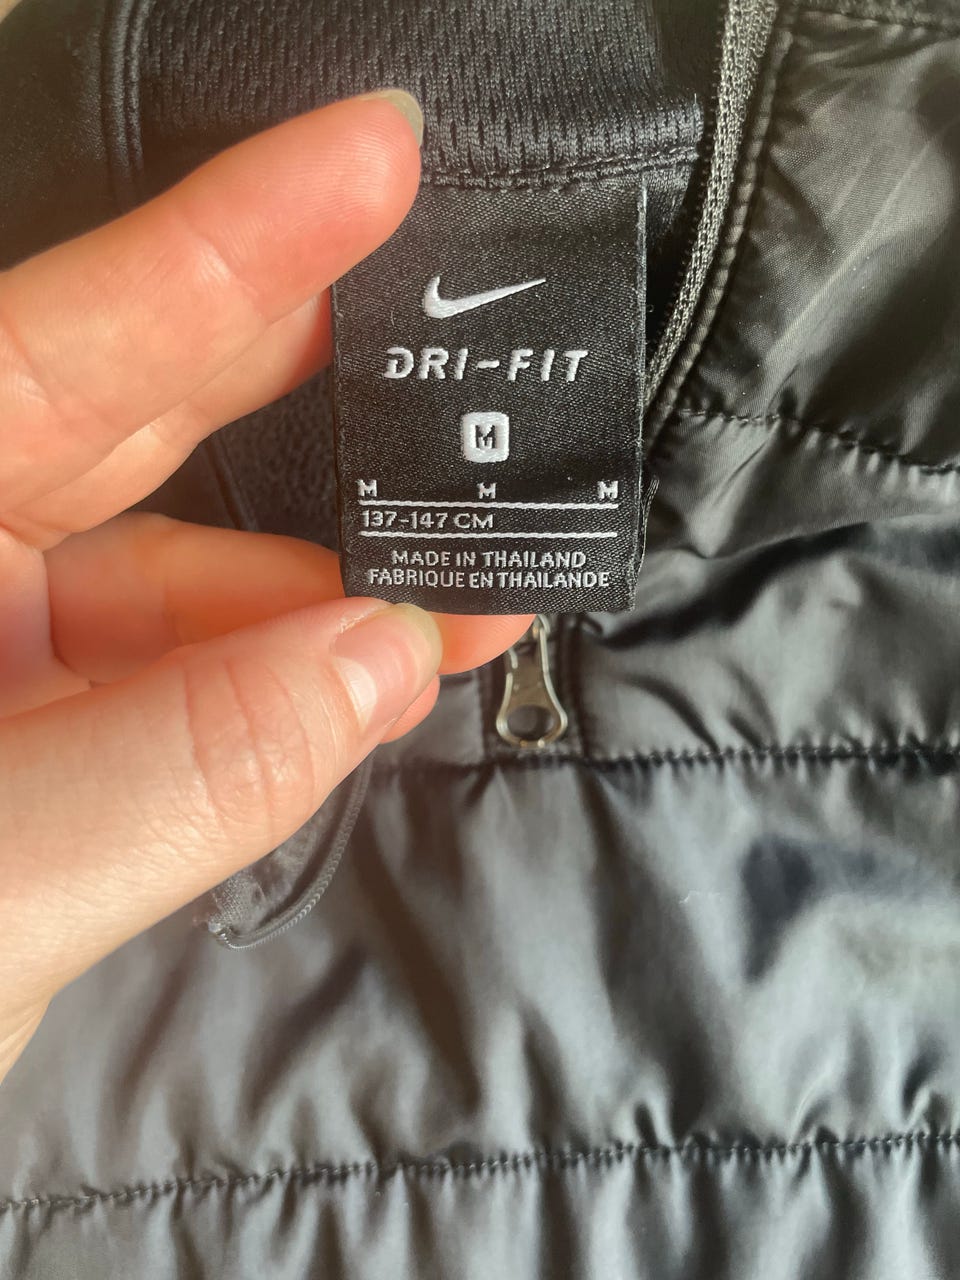 DRI-FIT
M
M M M
137-147 CM
MADE IN THAILAND
FABRIQUE EN THAILANDE